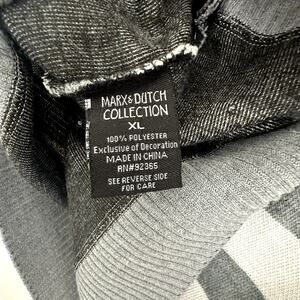 MARX & DUTCH
COLLECTION
XL
100% POLYESTER
Exclusive of Decoration
MADE IN CHINA
RN#92365
SEE REVERSE SIDE
FOR CARE